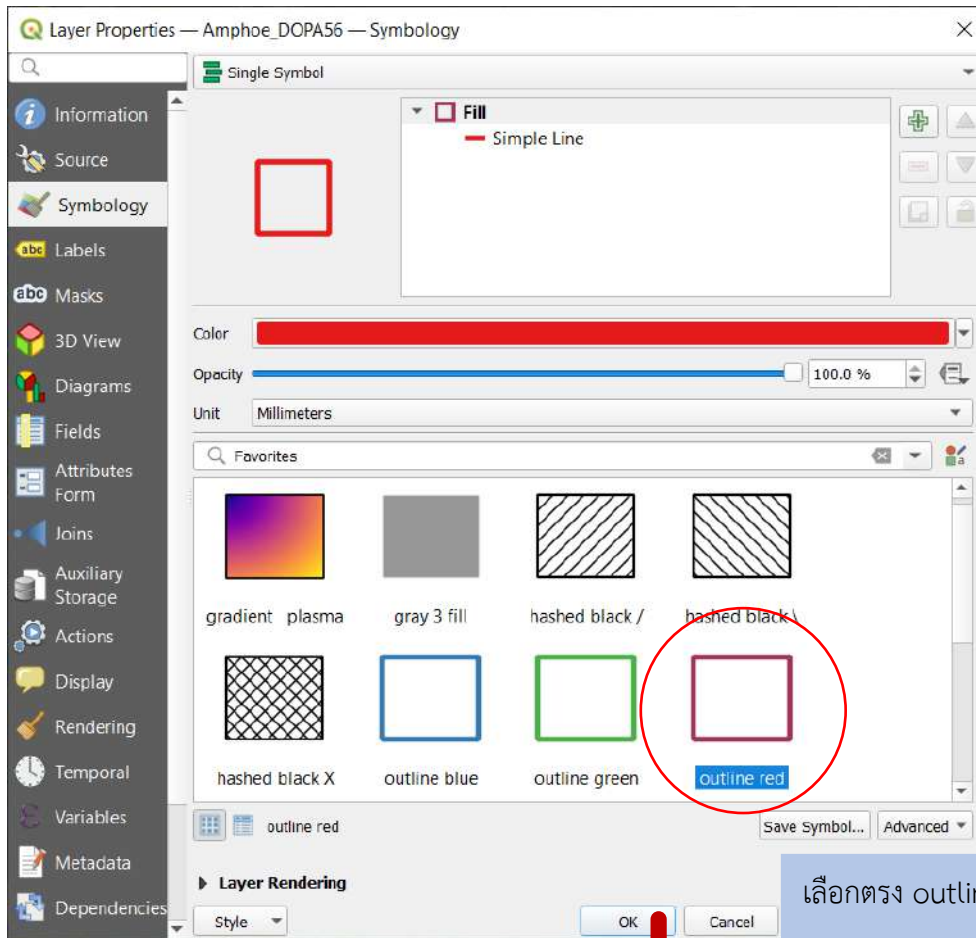 Layer Properties — Amphoe_DOPA56 — Symbology
Single Symbol
Information
Source
Symbology
abc Labels
abc Masks
3D View
Diagrams
Fields
Attributes
Form
Joins
Auxiliary
Storage
Actions
Display
Rendering
Temporal
Variables
Metadata
Dependencies
Fill
Simple Line
Color
Opacity
100.0 %
Unit
Millimeters
Favorites
gradient plasma
gray 3 fill
hashed black /
hashed black \
hashed black X
outline blue
outline green
outline red
outline red
Save Symbol...
Advanced
Layer Rendering
Style
OK
Cancel
เลือกตรง